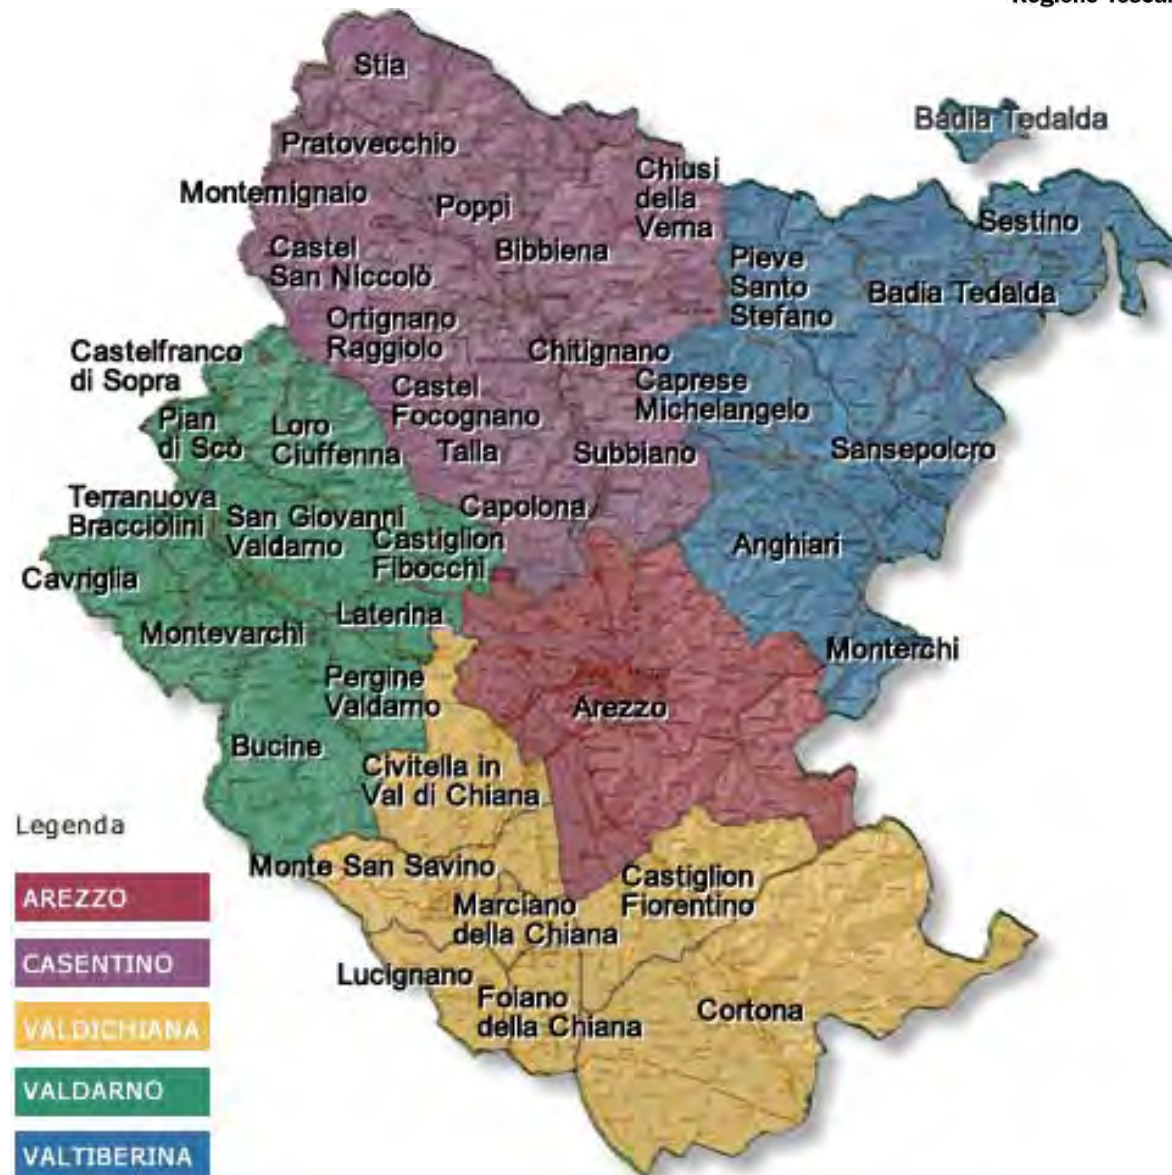 Stia
Badia Tedalda
Pratovecchio
Chiusi
della
Verna
Montemignaio
Poppi
Sestino
Castel
San Niccolò
Bibbiena
Pieve
Santo
Stefano
Badia Tedalda
Ortignano
Raggiolo
Chitignano
Castelfranco
di Sopra
Castel
Focognano
Caprese
Michelangelo
Pian
di Scò
Loro
Ciuffenna
Talla
Subbiano
Sansepolcro
Terranuova
Bracciolini
San Giovanni
Valdarno
Capolona
Castiglion
Fibocchi
Anghiari
Cavriglia
Laterina
Montevarchi
Monterchi
Pergine
Valdarno
Arezzo
Bucine
Civitella in
Val di Chiana
Monte San Savino
Castiglion
Fiorentino
Marciano
della Chiana
Lucignano
Foiano
della Chiana
Cortona
Legenda
AREZZO
CASENTINO
VALDICHIANA
VALDARNO
VALTIBERINA